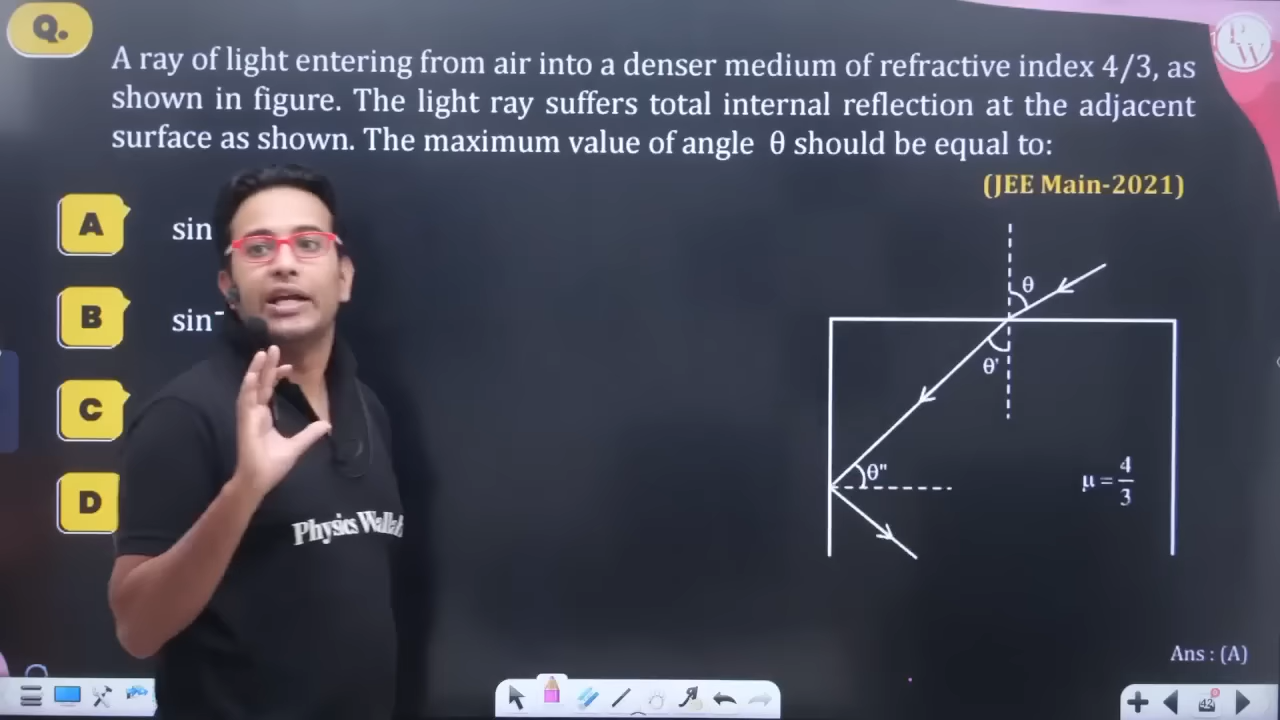 Q.
A ray of light entering from air into a denser medium of refractive index 4/3, as
shown in figure. The light ray suffers total internal reflection at the adjacent
surface as shown. The maximum value of angle θ should be equal to:
(JEE Main-2021)
A
sin
B
sin⁻
C
D
θ
θ'
θ"
μ = 4/3
Physics Wallah
Ans : (A)
PW
42